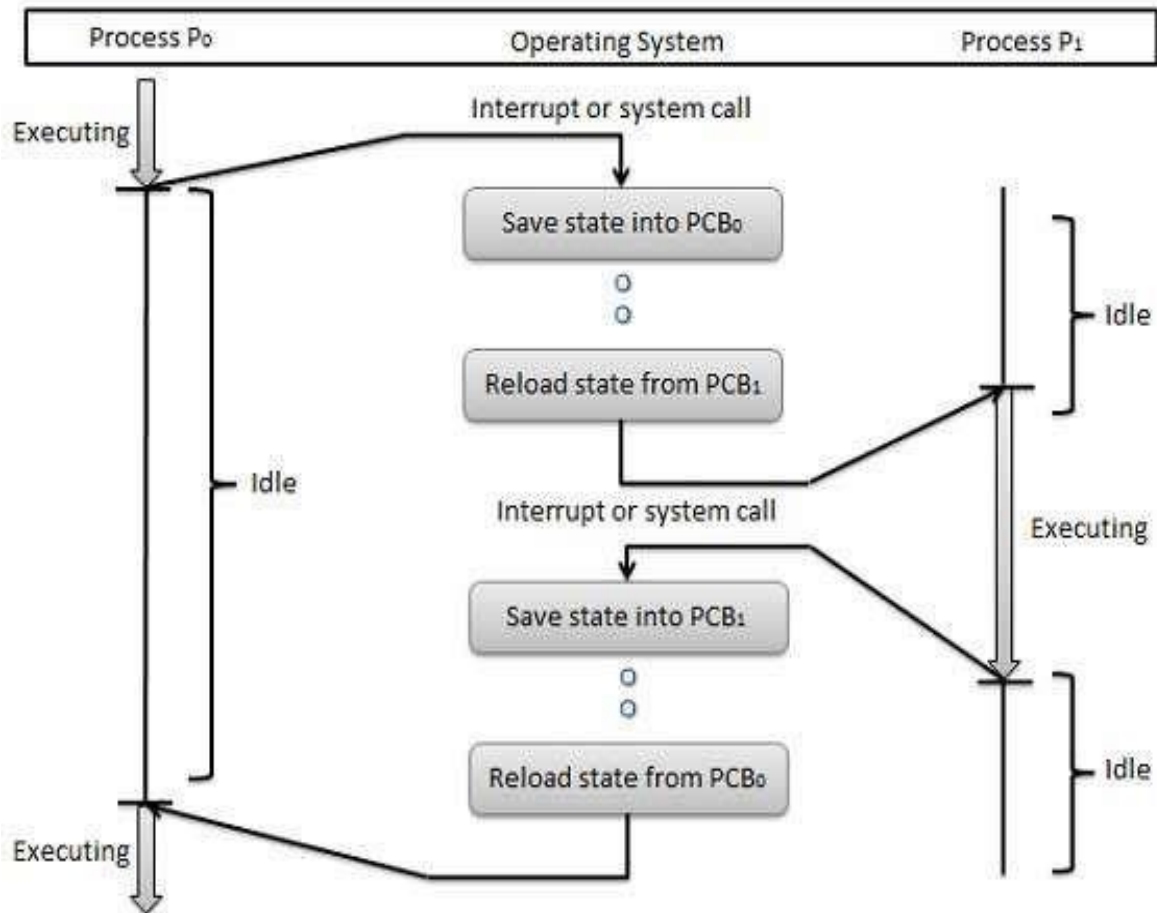 Process P₀ Operating System Process P₁
Interrupt or system call
Executing
Save state into PCB₀
Idle
Reload state from PCB₁
Idle
Interrupt or system call
Executing
Save state into PCB₁
Idle
Reload state from PCB₀
Executing